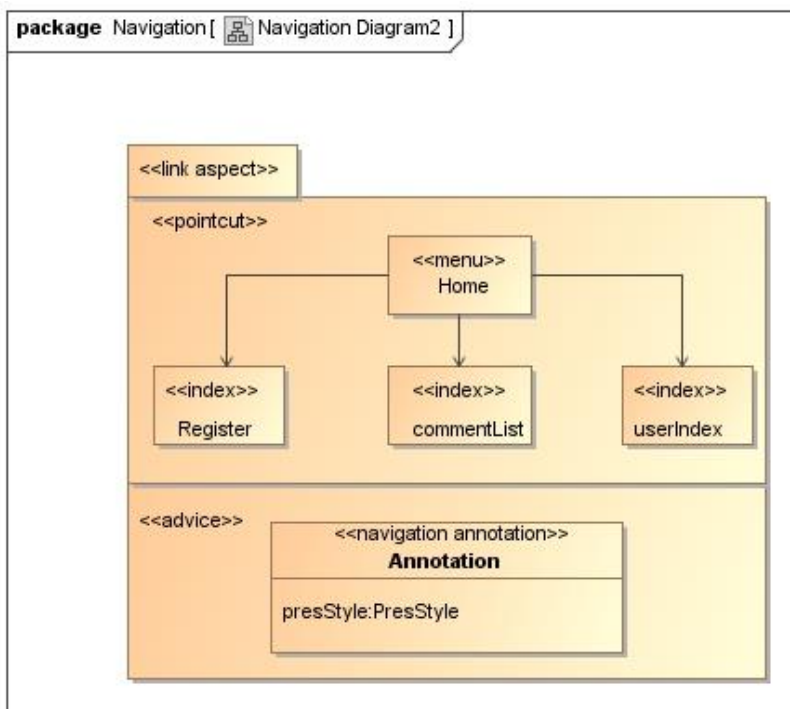 package Navigation [ Navigation Diagram2 ]
<<link aspect>>
<<pointcut>>
<<menu>>
Home
<<index>>
Register
<<index>>
commentList
<<index>>
userIndex
<<advice>>
<<navigation annotation>>
Annotation
presStyle:PresStyle